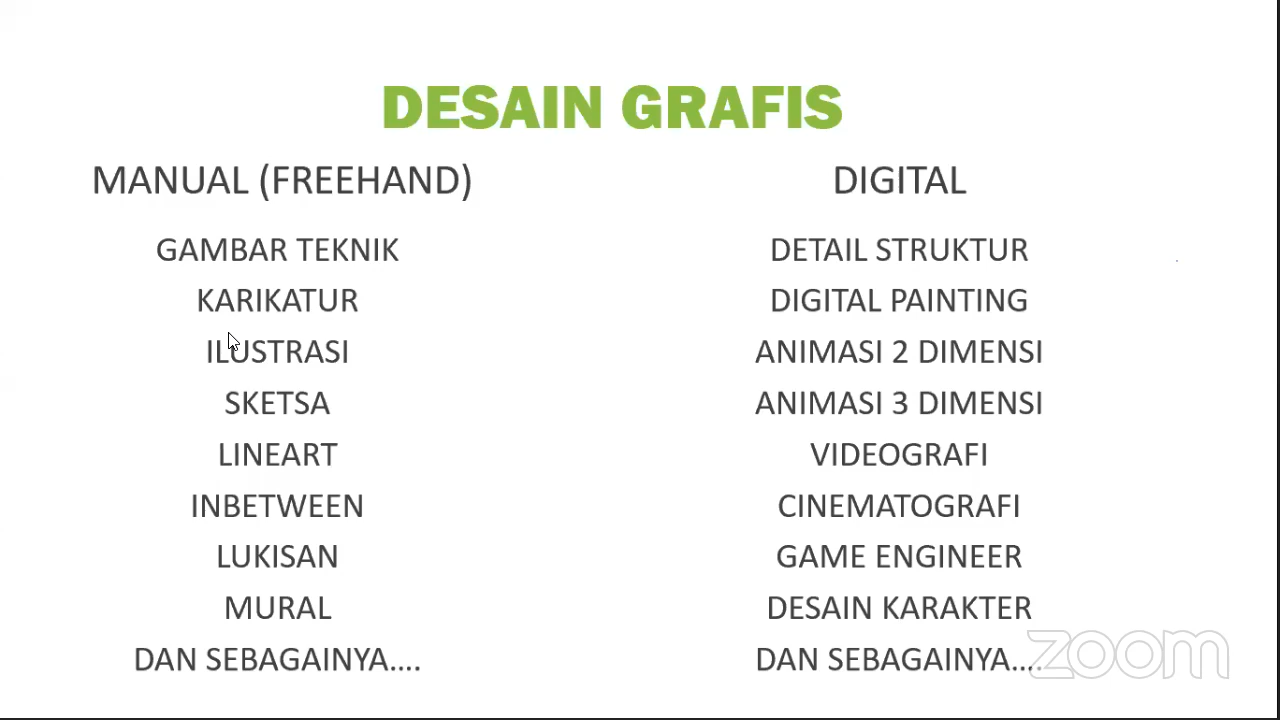 DESAIN GRAFIS
MANUAL (FREEHAND)
GAMBAR TEKNIK
KARIKATUR
ILUSTRASI
SKETSA
LINEART
INBETWEEN
LUKISAN
MURAL
DAN SEBAGAINYA....
DIGITAL
DETAIL STRUKTUR
DIGITAL PAINTING
ANIMASI 2 DIMENSI
ANIMASI 3 DIMENSI
VIDEOGRAFI
CINEMATOGRAFI
GAME ENGINEER
DESAIN KARAKTER
DAN SEBAGAINYA....
zoom